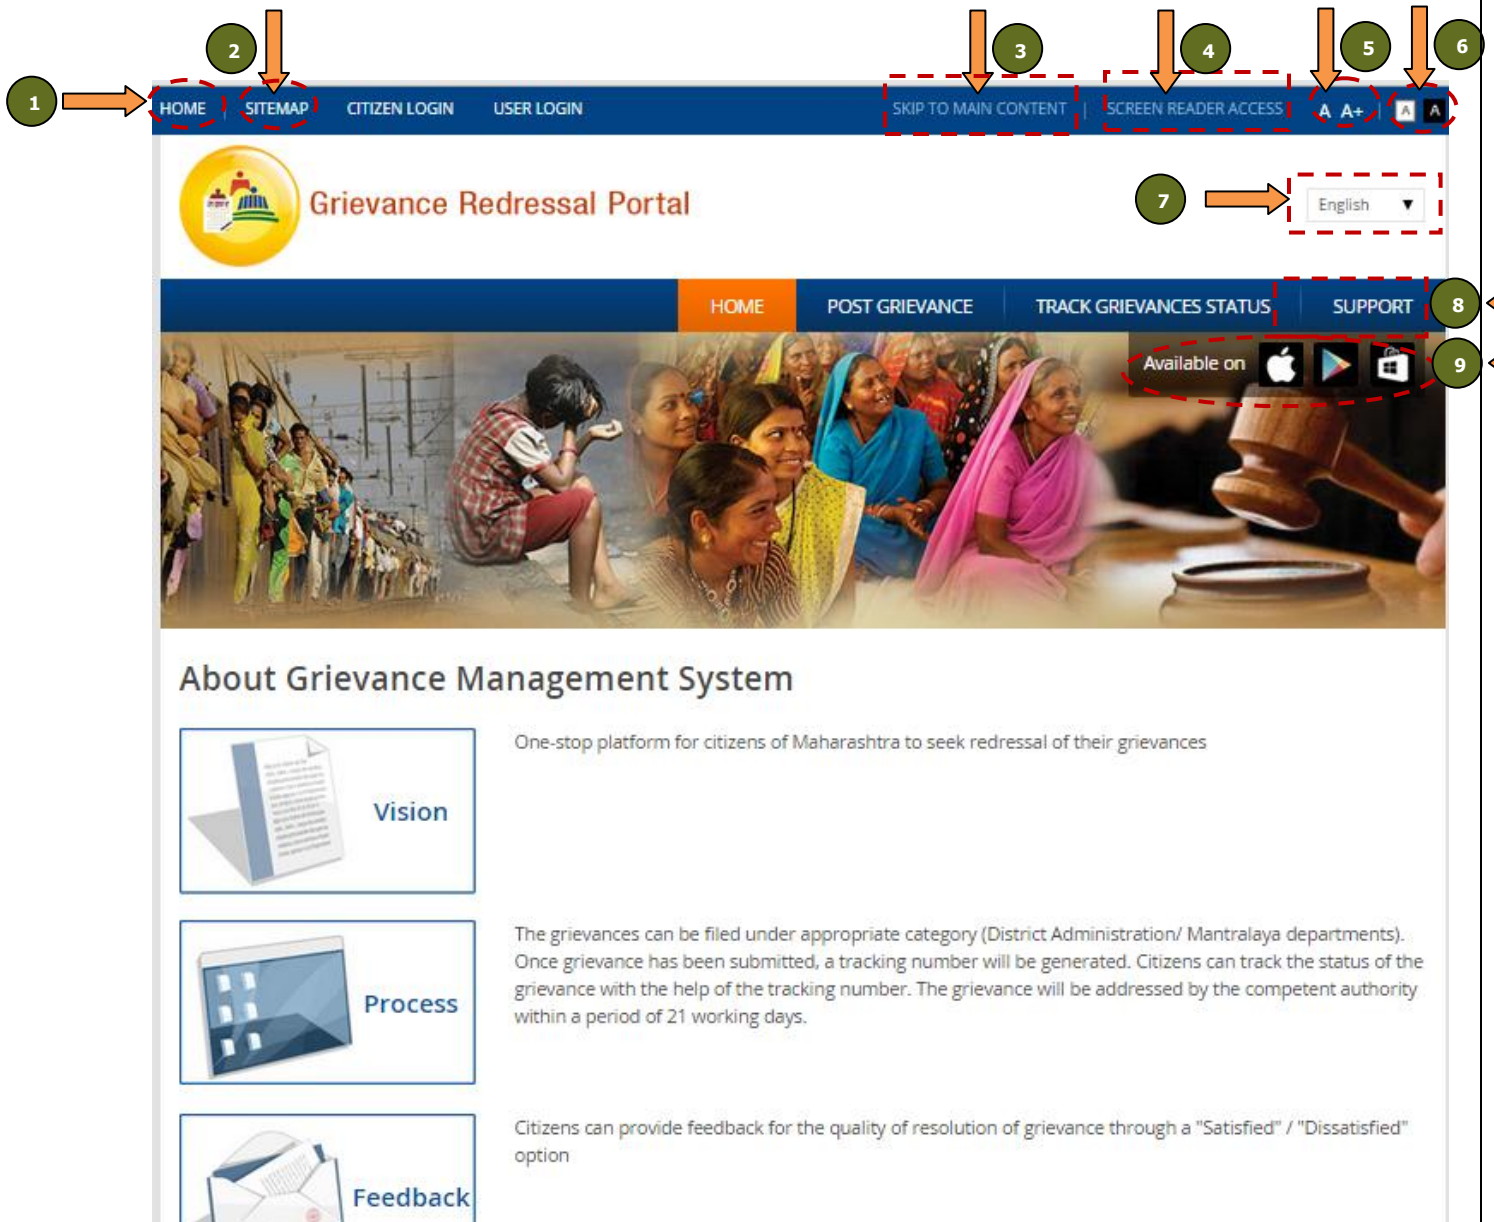 2
3
4
5
6
1
HOME | SITEMAP CITIZEN LOGIN USER LOGIN SKIP TO MAIN CONTENT | SCREEN READER ACCESS A A+ | A A
Grievance Redressal Portal
7
English
HOME POST GRIEVANCE TRACK GRIEVANCES STATUS SUPPORT
8
Available on
9
About Grievance Management System
Vision
One-stop platform for citizens of Maharashtra to seek redressal of their grievances
Process
The grievances can be filed under appropriate category (District Administration/ Mantralaya departments).
Once grievance has been submitted, a tracking number will be generated. Citizens can track the status of the
grievance with the help of the tracking number. The grievance will be addressed by the competent authority
within a period of 21 working days.
Feedback
Citizens can provide feedback for the quality of resolution of grievance through a "Satisfied" / "Dissatisfied"
option